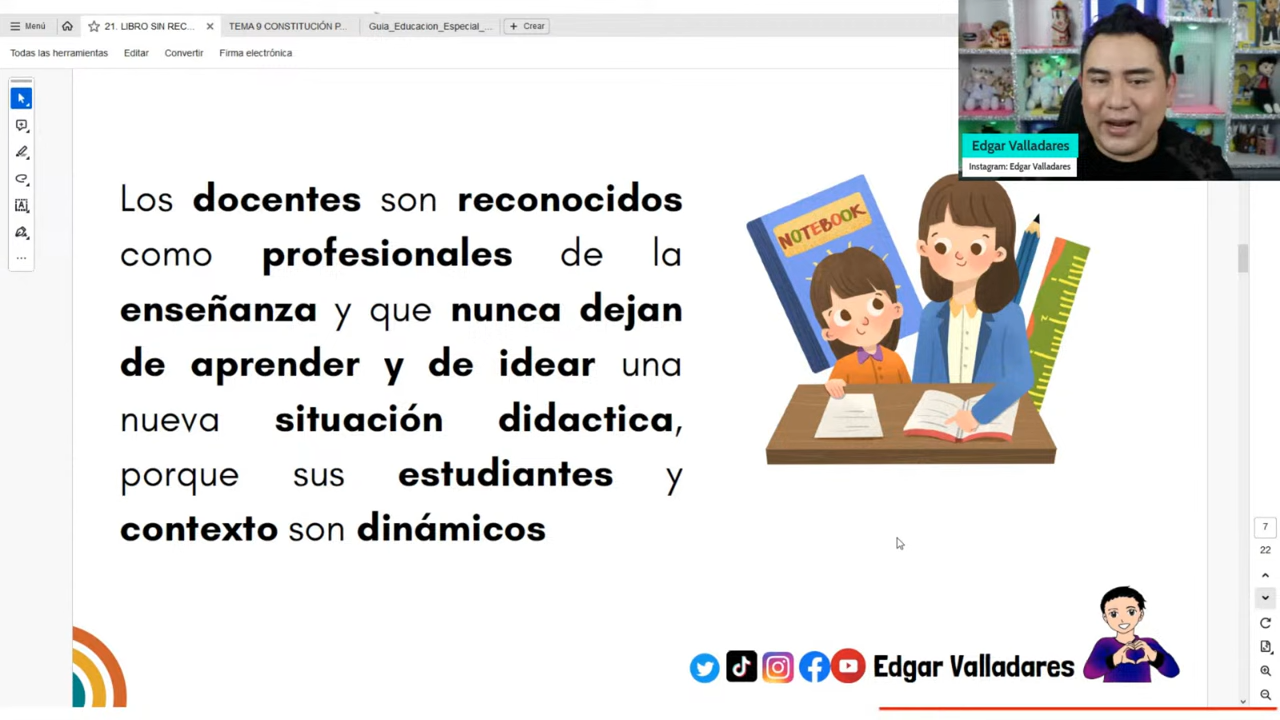 Menú
21. LIBRO SIN REC...
TEMA 9 CONSTITUCIÓN P...
Guia_Educacion_Especial_...
Crear
Todas las herramientas
Editar
Convertir
Firma electrónica
Edgar Valladares
Instagram: Edgar Valladares
Los docentes son reconocidos
como profesionales de la
enseñanza y que nunca dejan
de aprender y de idear una
nueva situación didactica,
porque sus estudiantes y
contexto son dinámicos
NOTEBOOK
7
22
Edgar Valladares